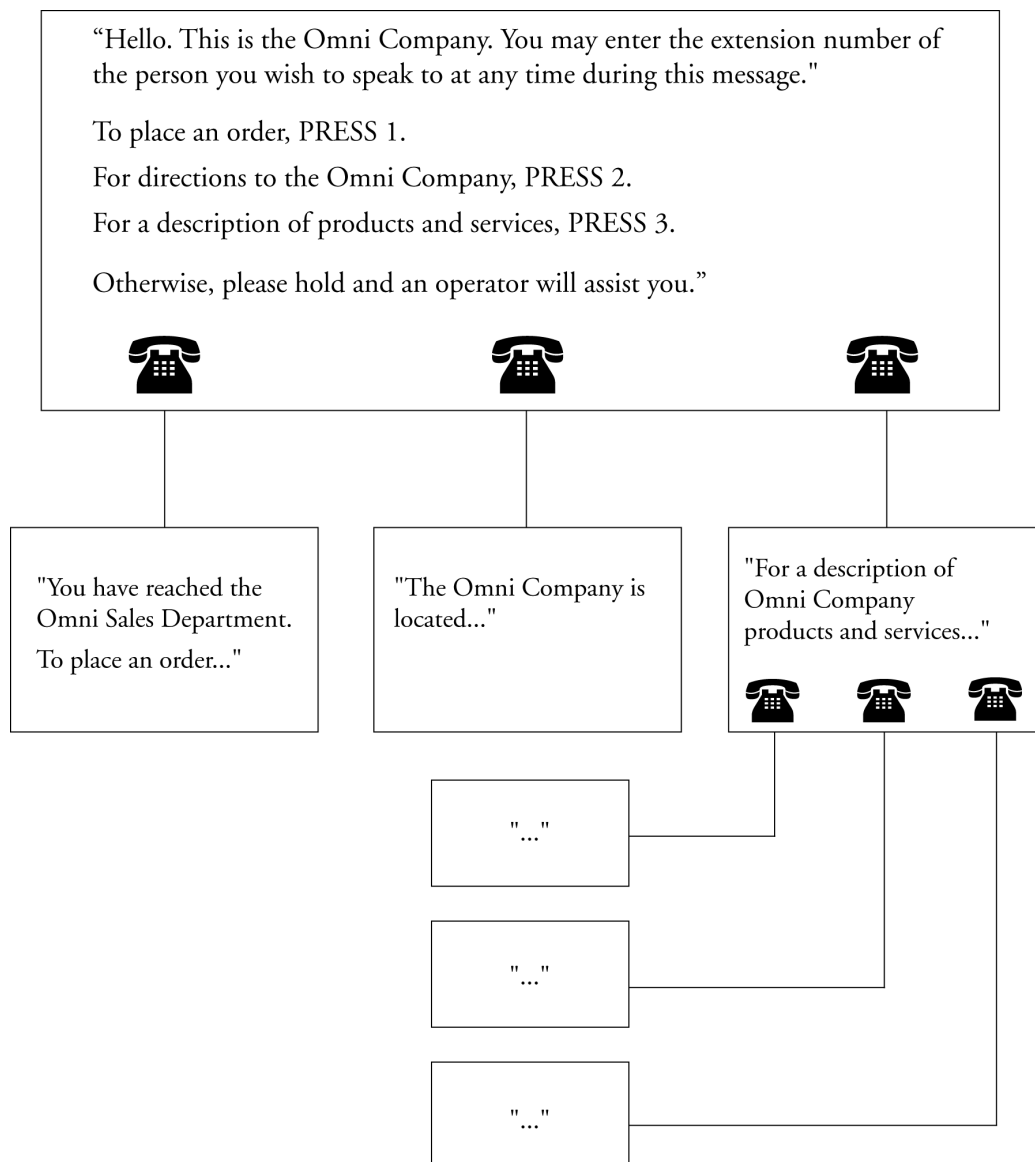 “Hello. This is the Omni Company. You may enter the extension number of
the person you wish to speak to at any time during this message."
To place an order, PRESS 1.
For directions to the Omni Company, PRESS 2.
For a description of products and services, PRESS 3.
Otherwise, please hold and an operator will assist you.”
"You have reached the
Omni Sales Department.
To place an order..."
"The Omni Company is
located..."
"For a description of
Omni Company
products and services..."
"..."
"..."
"..."